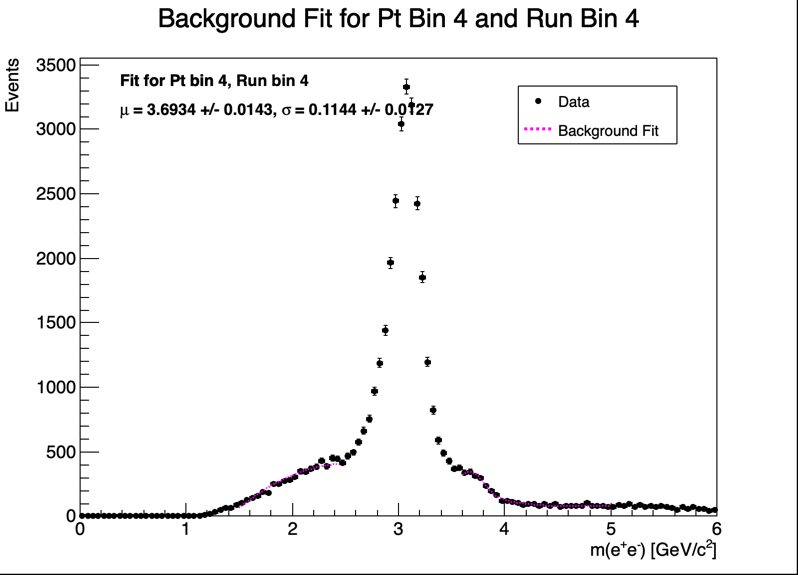 Background Fit for Pt Bin 4 and Run Bin 4
Events
3500
3000
2500
2000
1500
1000
500
0
Fit for Pt bin 4, Run bin 4
μ = 3.6934 +/- 0.0143, σ = 0.1144 +/- 0.0127
Data
Background Fit
0 1 2 3 4 5 6
m(e⁺e⁻) [GeV/c²]